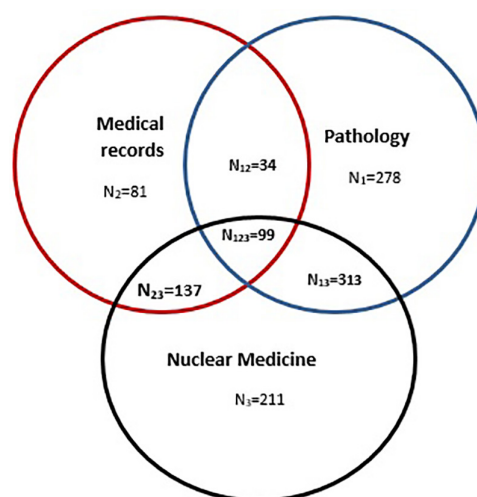 Medical
records
Pathology
N₁₂=34
N₁=278
N₂=81
N₁₂₃=99
N₁₃=313
N₂₃=137
Nuclear Medicine
N₃=211